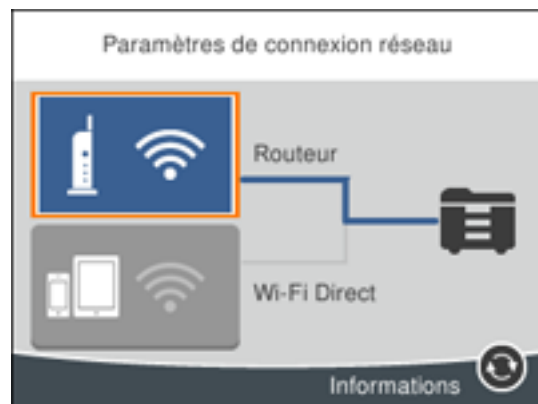 Paramètres de connexion réseau
Routeur
Wi-Fi Direct
Informations